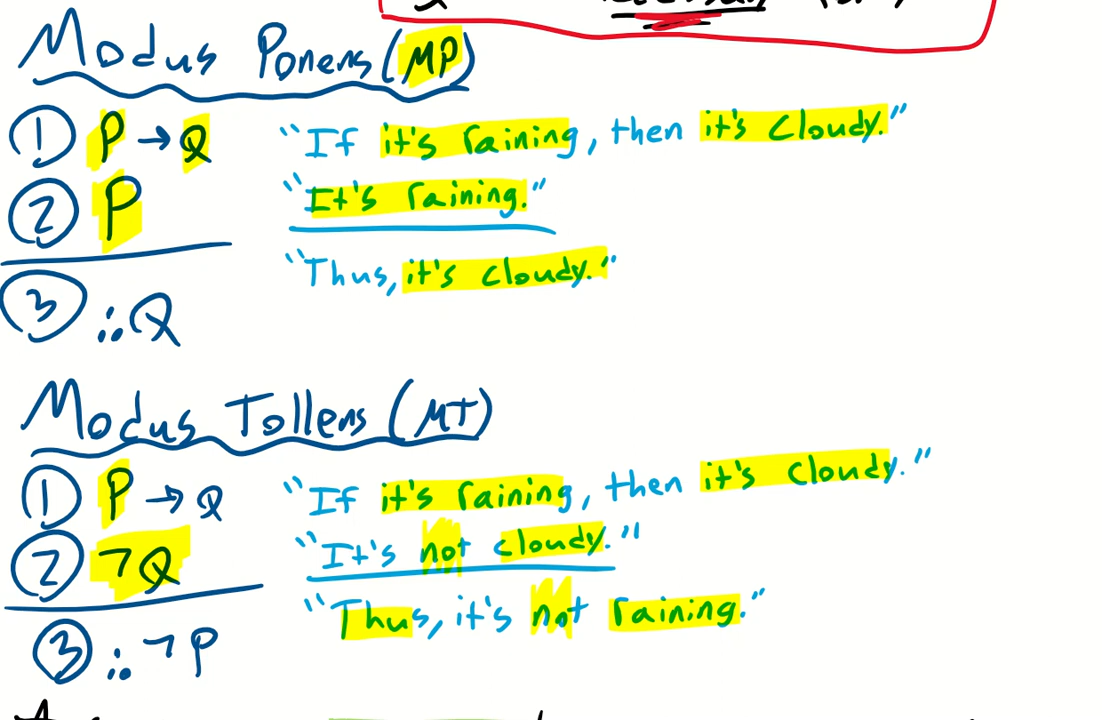 Modus Ponens (MP)
① P → Q "If it's raining, then it's cloudy."
② P "It's raining."
③ ∴ Q "Thus, it's cloudy."
Modus Tollens (MT)
① P → Q "If it's raining, then it's cloudy."
② ¬Q "It's not cloudy."
③ ∴ ¬P "Thus, it's not raining."